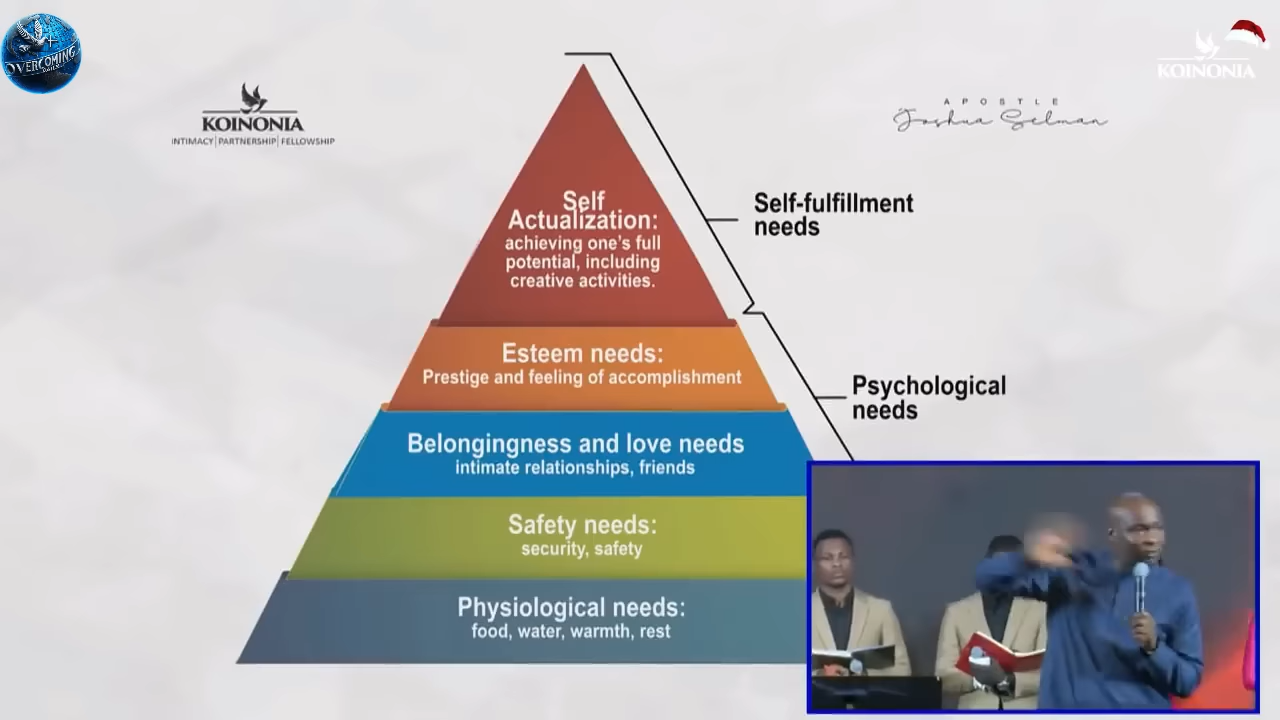 OVERCOMING
KOINONIA
KOINONIA
INTIMACY | PARTNERSHIP | FELLOWSHIP
APOSTLE
Joshua Selman
Self
Actualization:
achieving one's full
potential, including
creative activities.
Self-fulfillment
needs
Esteem needs:
Prestige and feeling of accomplishment
Psychological
needs
Belongingness and love needs
intimate relationships, friends
Safety needs:
security, safety
Physiological needs:
food, water, warmth, rest